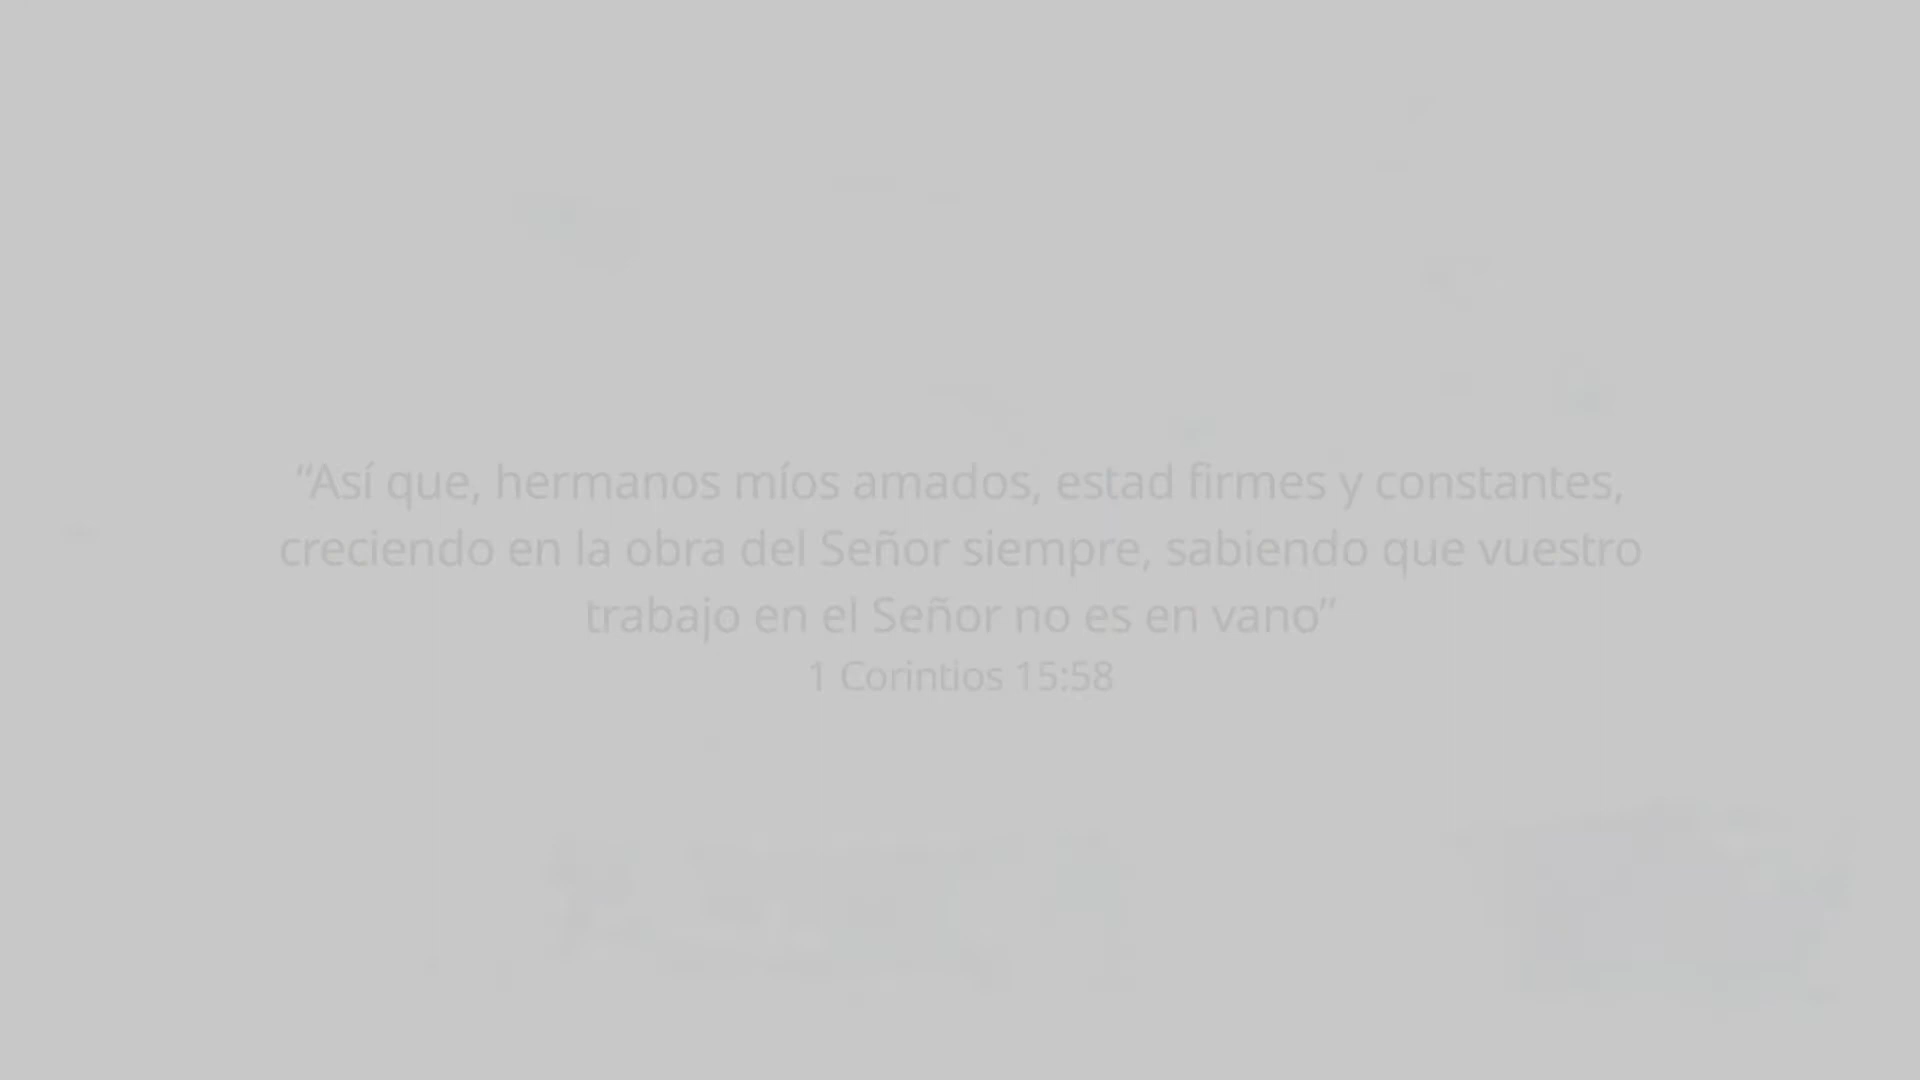 “Así que, hermanos míos amados, estad firmes y constantes,
creciendo en la obra del Señor siempre, sabiendo que vuestro
trabajo en el Señor no es en vano”
1 Corintios 15:58